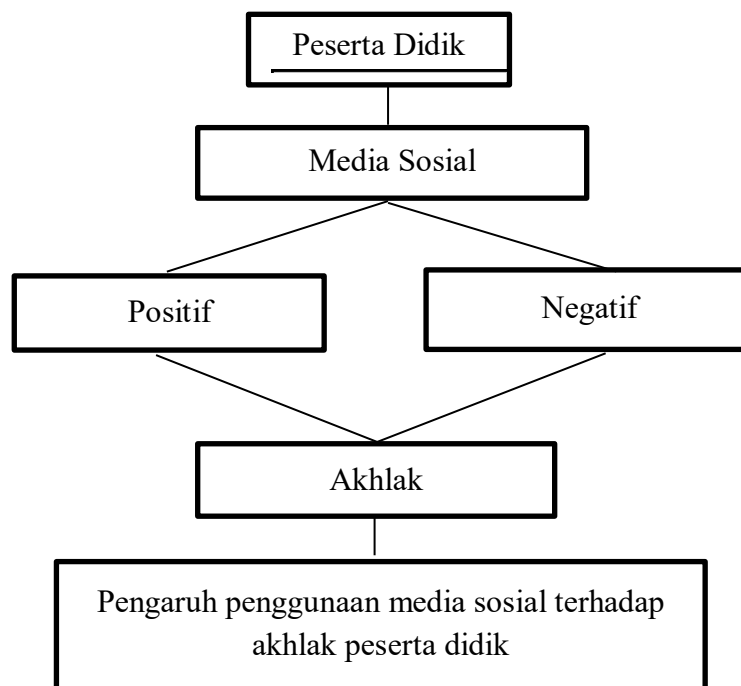 Peserta Didik
Media Sosial
Positif
Negatif
Akhlak
Pengaruh penggunaan media sosial terhadap
akhlak peserta didik